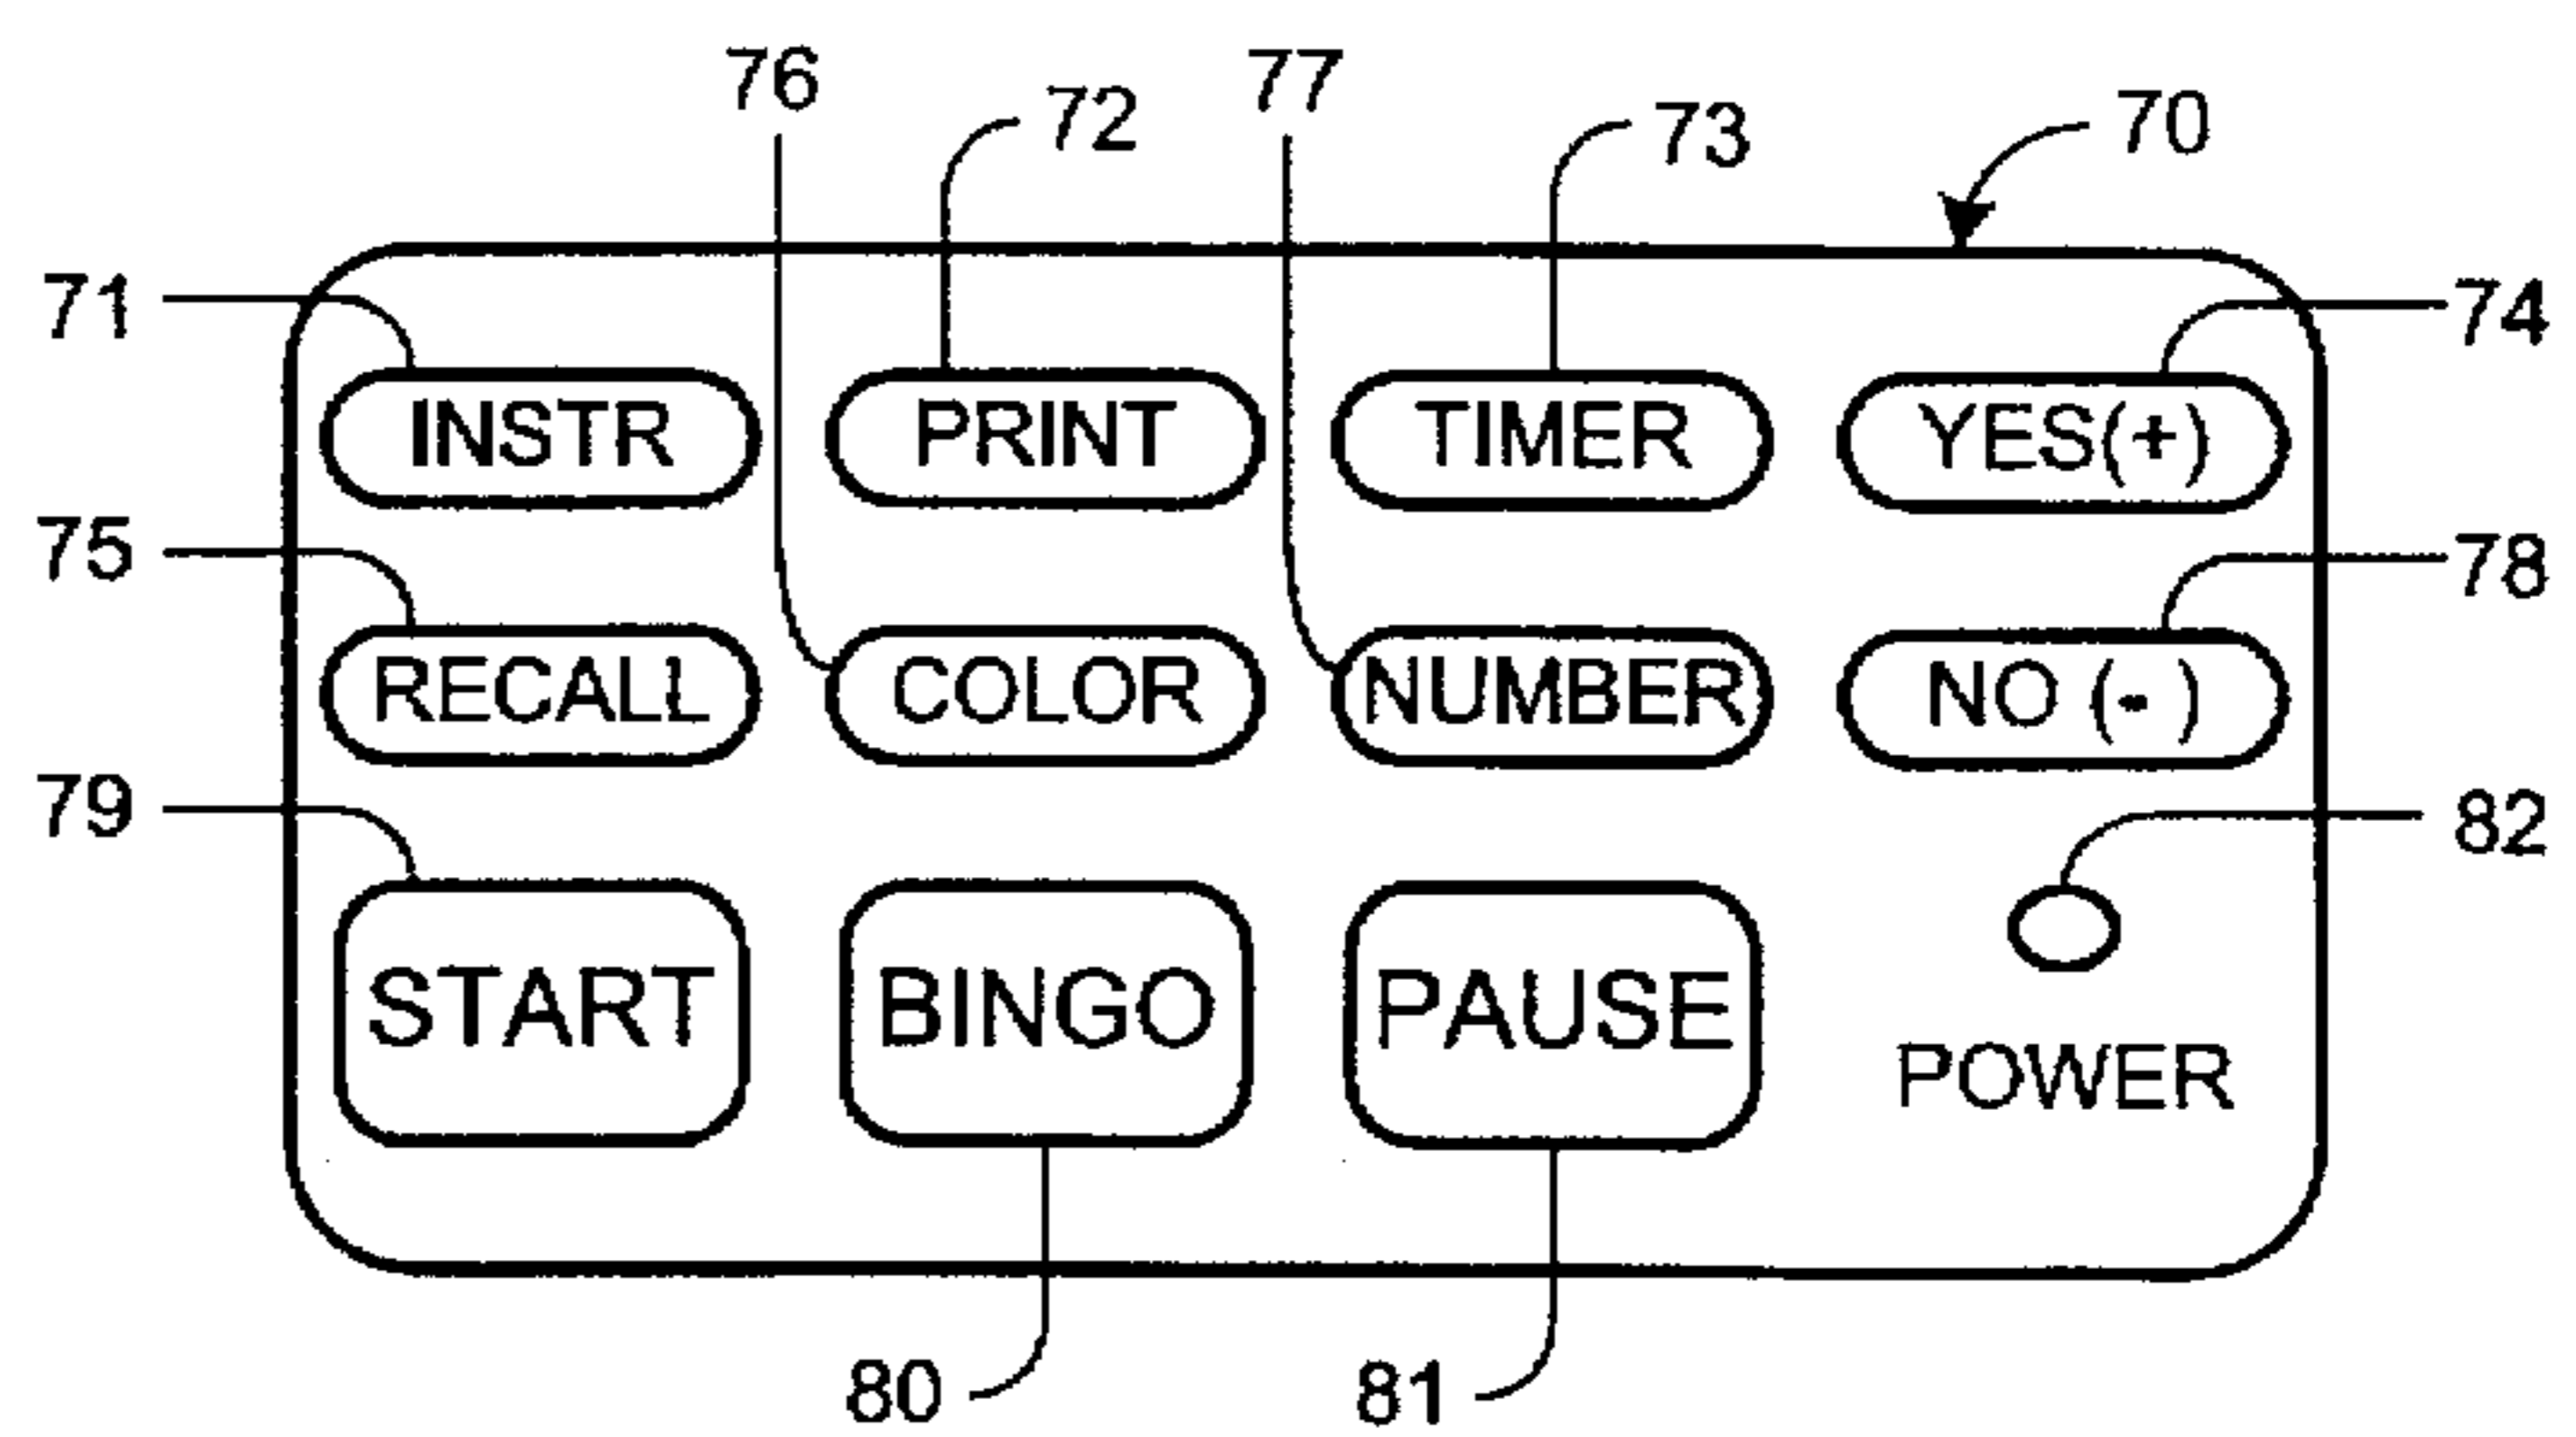 76 72 77 73 70
71 74
INSTR PRINT TIMER YES(+)
75 78
RECALL COLOR NUMBER NO (- )
79 82
START BINGO PAUSE
POWER
80 81